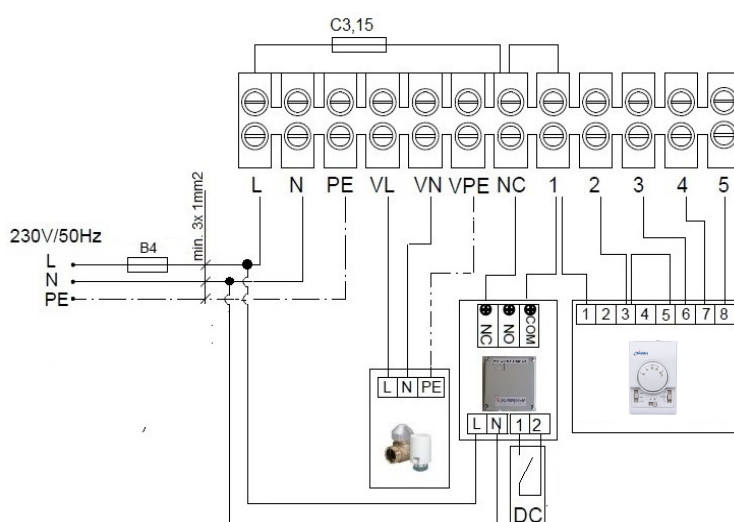 C3,15
L N PE VL VN VPE NC 1 2 3 4 5
min. 3x 1mm2
230V/50Hz
B4
L
N
PE
NC NO COM
1 2 3 4 5 6 7 8
L N PE
L N 1 2
DC